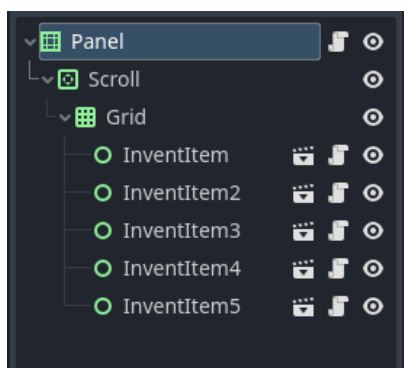 Panel
Scroll
Grid
InventItem
InventItem2
InventItem3
InventItem4
InventItem5